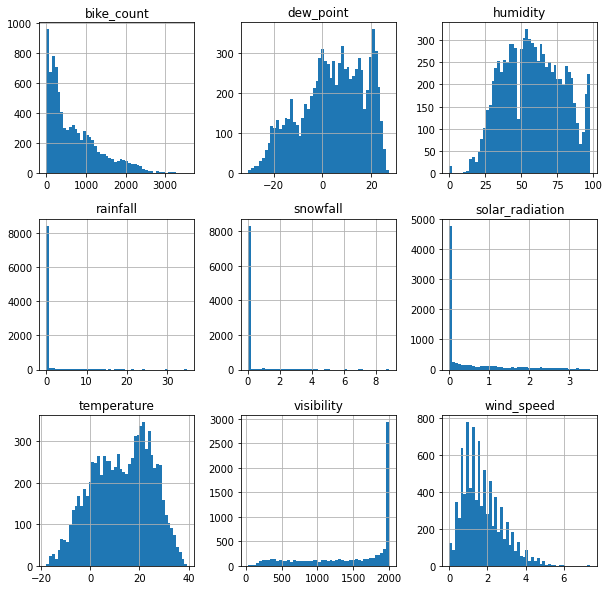 bike_count
1000
800
600
400
200
0
0 1000 2000 3000
dew_point
300
200
100
0
−20 0 20
humidity
300
250
200
150
100
50
0
0 25 50 75 100
rainfall
8000
6000
4000
2000
0
0 10 20 30
snowfall
8000
6000
4000
2000
0
0 2 4 6 8
solar_radiation
5000
4000
3000
2000
1000
0
0 1 2 3
temperature
300
200
100
0
−20 0 20 40
visibility
3000
2500
2000
1500
1000
500
0
0 500 1000 1500 2000
wind_speed
800
600
400
200
0
0 2 4 6